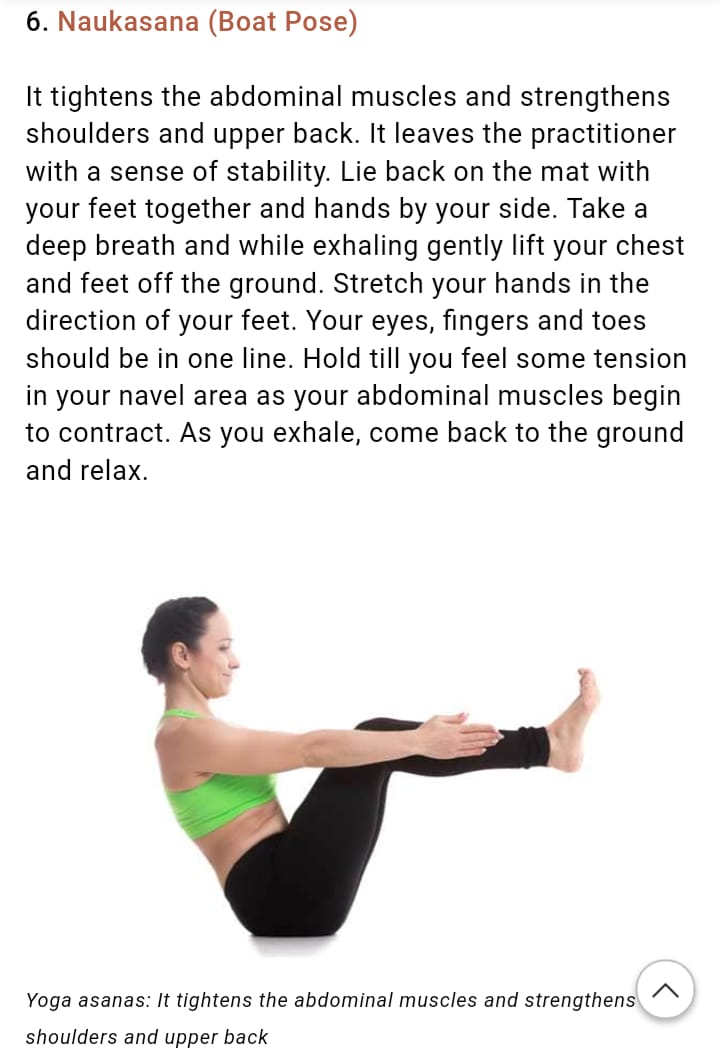 6. Naukasana (Boat Pose)
It tightens the abdominal muscles and strengthens
shoulders and upper back. It leaves the practitioner
with a sense of stability. Lie back on the mat with
your feet together and hands by your side. Take a
deep breath and while exhaling gently lift your chest
and feet off the ground. Stretch your hands in the
direction of your feet. Your eyes, fingers and toes
should be in one line. Hold till you feel some tension
in your navel area as your abdominal muscles begin
to contract. As you exhale, come back to the ground
and relax.
Yoga asanas: It tightens the abdominal muscles and strengthens
shoulders and upper back